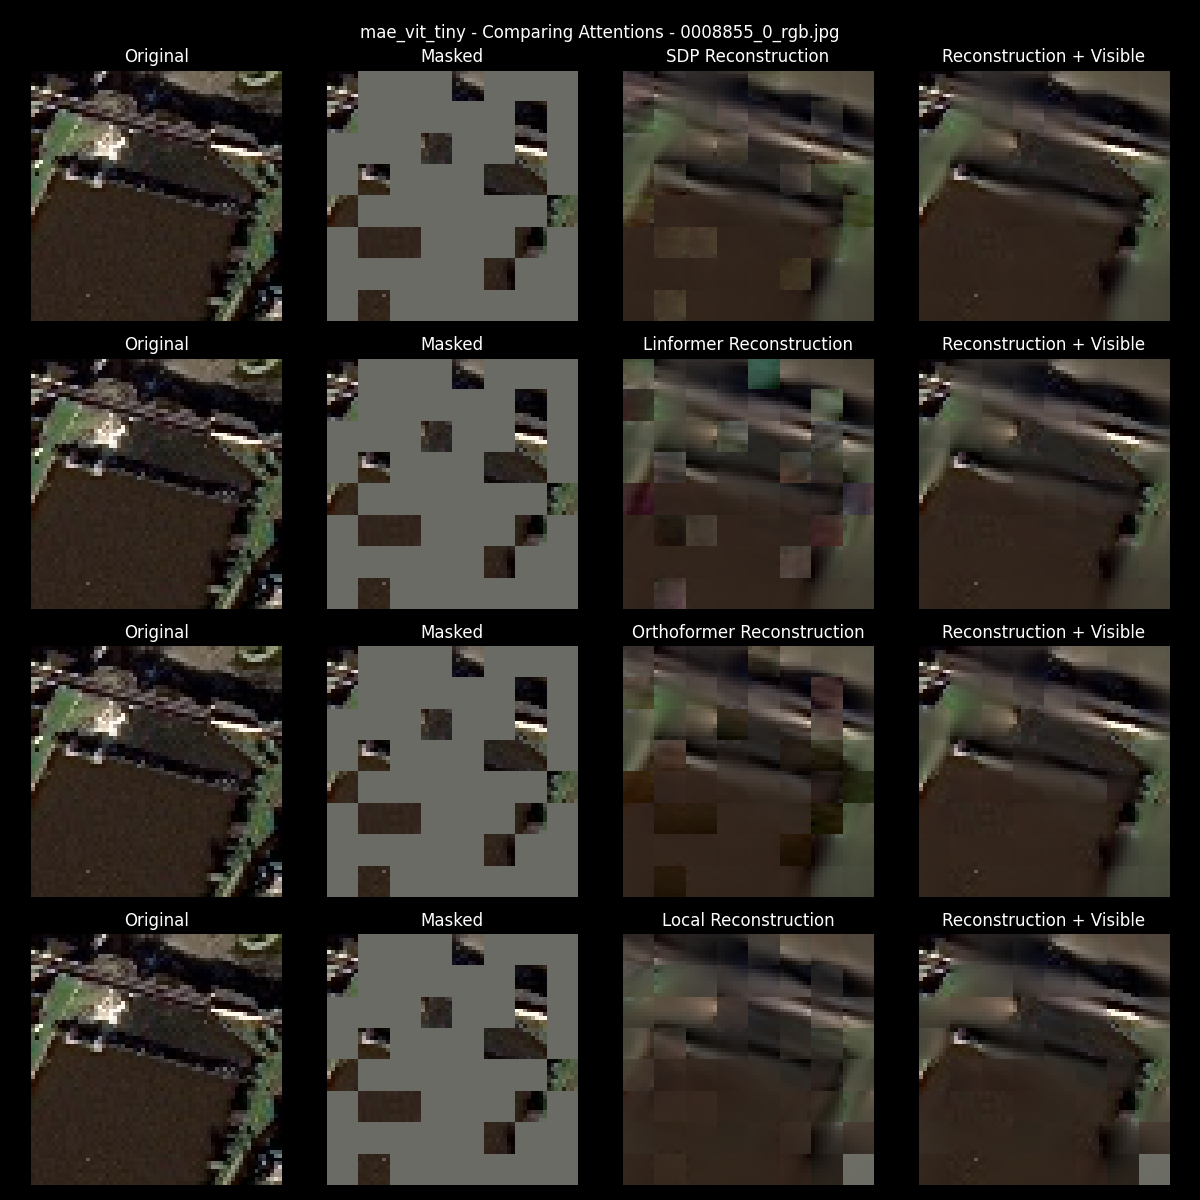 mae_vit_tiny - Comparing Attentions - 0008855_0_rgb.jpg
Original Masked SDP Reconstruction Reconstruction + Visible
Original Masked Linformer Reconstruction Reconstruction + Visible
Original Masked Orthoformer Reconstruction Reconstruction + Visible
Original Masked Local Reconstruction Reconstruction + Visible